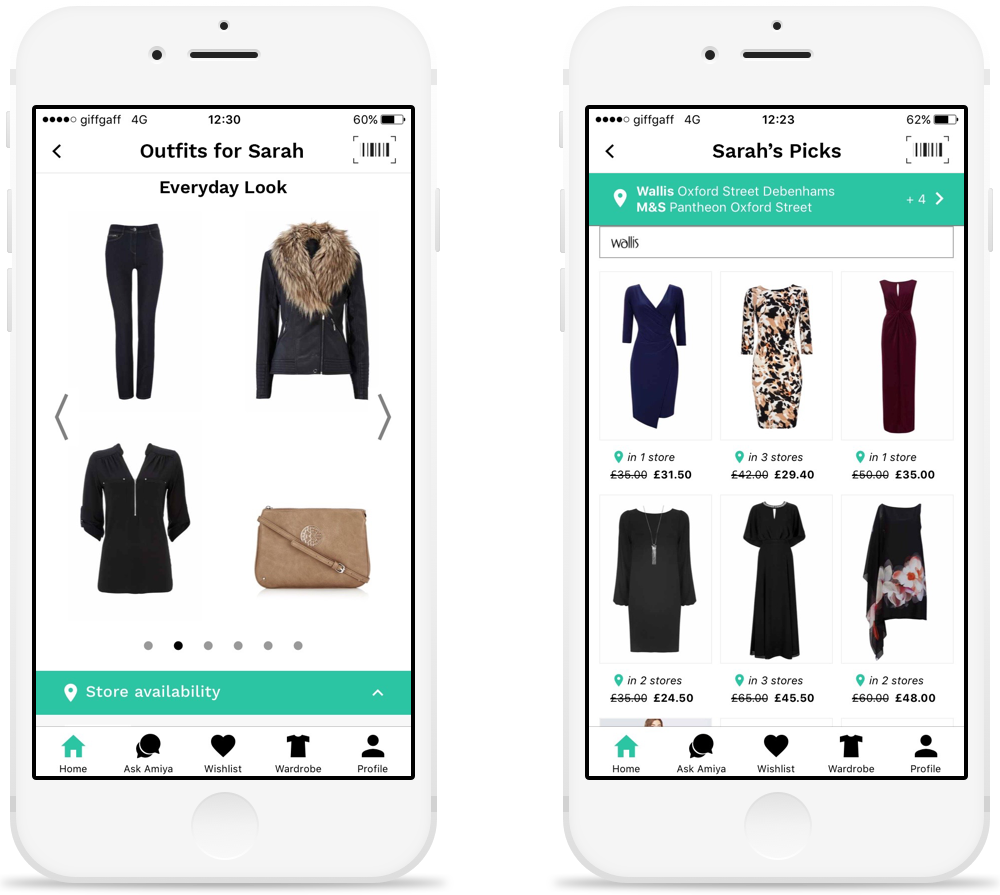 giffgaff 4G 12:30 60%
Outfits for Sarah
Everyday Look
Store availability
Home Ask Amiya Wishlist Wardrobe Profile
giffgaff 4G 12:23 62%
Sarah’s Picks
Wallis Oxford Street Debenhams
M&S Pantheon Oxford Street
+ 4
wallis
in 1 store in 3 stores in 1 store
£35.00 £31.50 £42.00 £29.40 £50.00 £35.00
in 2 stores in 3 stores in 2 stores
£35.00 £24.50 £65.00 £45.50 £60.00 £48.00
Home Ask Amiya Wishlist Wardrobe Profile